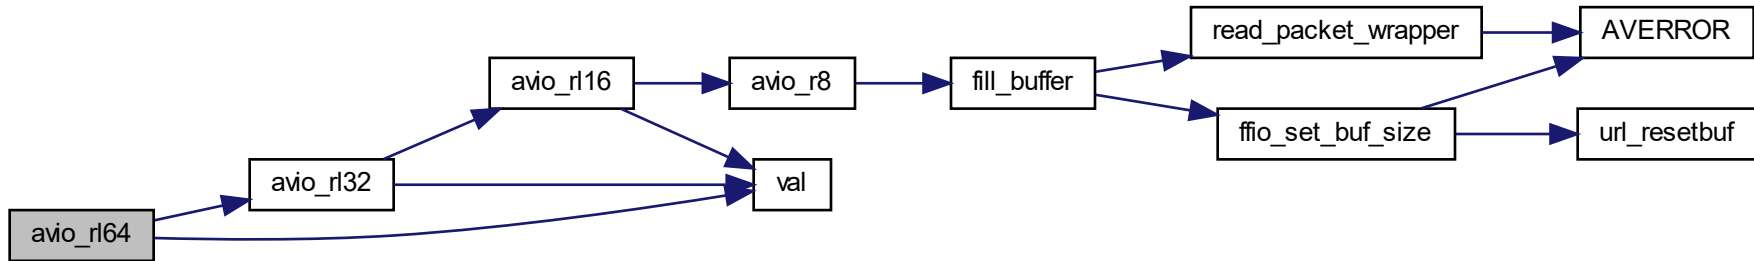 read_packet_wrapper
AVERROR
avio_rl16
avio_r8
fill_buffer
ffio_set_buf_size
url_resetbuf
avio_rl32
val
avio_rl64